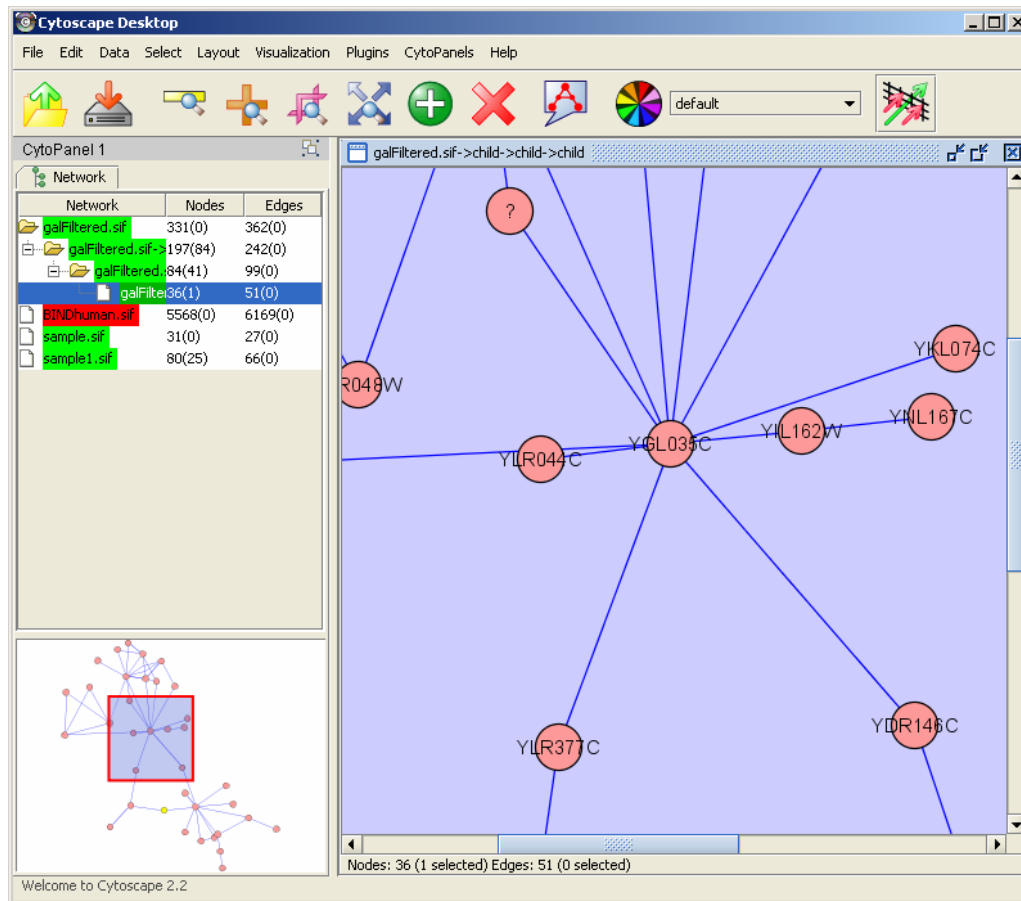 Cytoscape Desktop
File Edit Data Select Layout Visualization Plugins CytoPanels Help
default
CytoPanel 1
galFiltered.sif->child->child->child
Network
Network Nodes Edges
galFiltered.sif 331(0) 362(0)
galFiltered.sif-> 197(84) 242(0)
galFiltered. 84(41) 99(0)
galFilte 36(1) 51(0)
BINDhuman.sif 5568(0) 6169(0)
sample.sif 31(0) 27(0)
sample1.sif 80(25) 66(0)
?
YKL074C
R048W
YNL167C
YIL162W
YGL035C
YLR044C
YDR146C
YLR377C
Nodes: 36 (1 selected) Edges: 51 (0 selected)
Welcome to Cytoscape 2.2